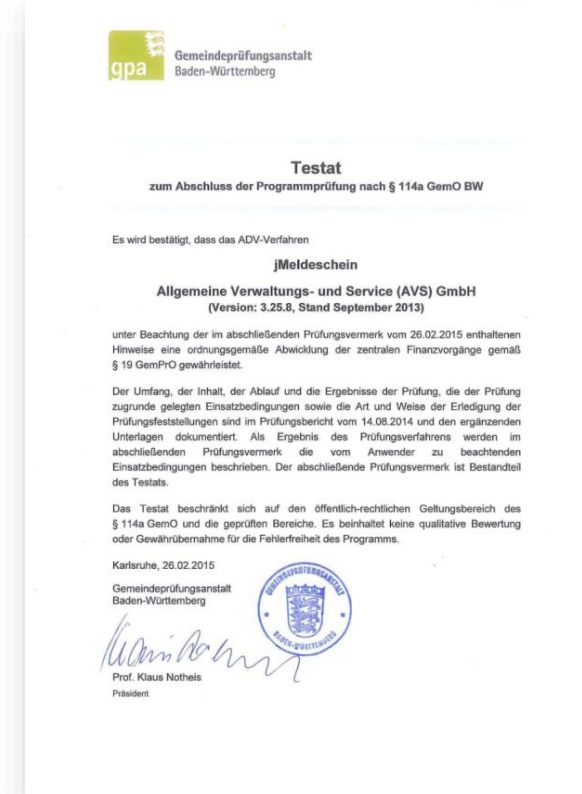 gpa
Gemeindeprüfungsanstalt
Baden-Württemberg
Testat
zum Abschluss der Programmprüfung nach § 114a GemO BW
Es wird bestätigt, dass das ADV-Verfahren
jMeldeschein
Allgemeine Verwaltungs- und Service (AVS) GmbH
(Version: 3.25.8, Stand September 2013)
unter Beachtung der im abschließenden Prüfungsvermerk vom 26.02.2015 enthaltenen
Hinweise eine ordnungsgemäße Abwicklung der zentralen Finanzvorgänge gemäß
§ 19 GemPrO gewährleistet.
Der Umfang, der Inhalt, der Ablauf und die Ergebnisse der Prüfung, die der Prüfung
zugrunde gelegten Einsatzbedingungen sowie die Art und Weise der Erledigung der
Prüfungsfeststellungen sind im Prüfungsbericht vom 14.08.2014 und den ergänzenden
Unterlagen dokumentiert. Als Ergebnis des Prüfungsverfahrens werden im
abschließenden Prüfungsvermerk die vom Anwender zu beachtenden
Einsatzbedingungen beschrieben. Der abschließende Prüfungsvermerk ist Bestandteil
des Testats.
Das Testat beschränkt sich auf den öffentlich-rechtlichen Geltungsbereich des
§ 114a GemO und die geprüften Bereiche. Es beinhaltet keine qualitative Bewertung
oder Gewährübernahme für die Fehlerfreiheit des Programms.
Karlsruhe, 26.02.2015
Gemeindeprüfungsanstalt
Baden-Württemberg
GEMEINDEPRÜFUNGSANSTALT
BADEN-WÜRTTEMBERG
Prof. Klaus Notheis
Präsident